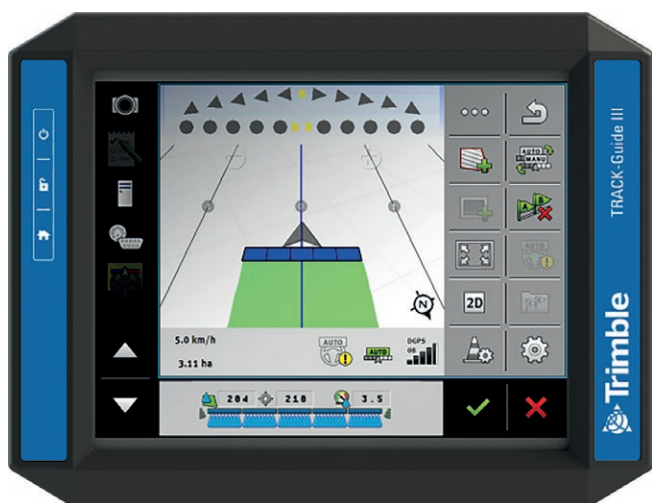 AUTO
MANU
A B
AUTO
2D
N
5.0 km/h
3.11 ha
AUTO
AUTO
DGPS
08
204
210
3.5
TRACK-Guide III
Trimble